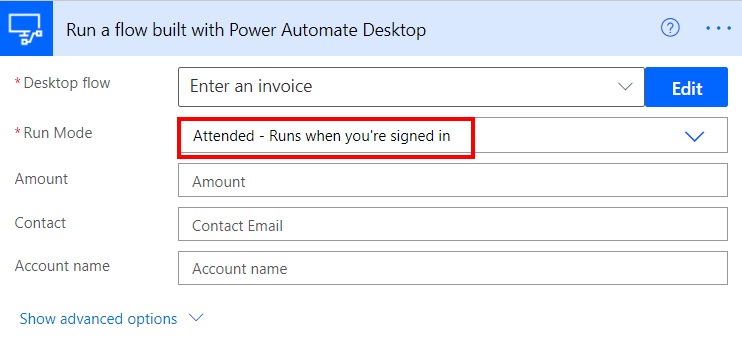 Run a flow built with Power Automate Desktop
* Desktop flow Enter an invoice Edit
* Run Mode Attended - Runs when you're signed in
Amount Amount
Contact Contact Email
Account name Account name
Show advanced options